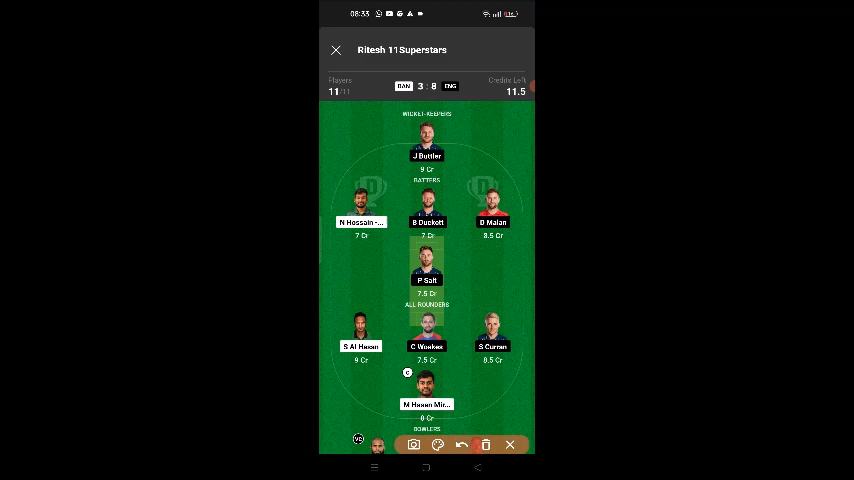 08:33
Ritesh 11Superstars
Players
Credits Left
11/11
BAN 3 : 8 ENG
11.5
WICKET-KEEPERS
J Buttler
9 Cr
BATTERS
N Hossain -... B Duckett D Malan
7 Cr 7 Cr 8.5 Cr
P Salt
7.5 Cr
ALL-ROUNDERS
S Al Hasan C Woakes S Curran
9 Cr 7.5 Cr 8.5 Cr
C
M Hasan Mir...
8 Cr
BOWLERS
VC